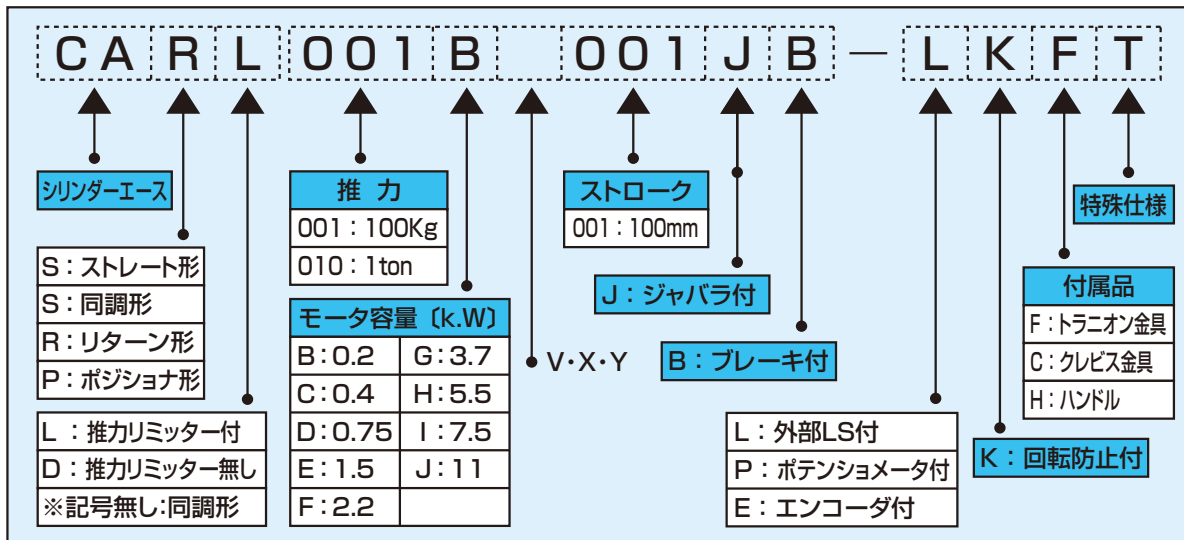 CARL001B 001JB－LKFT
シリンダーエース
S：ストレート形
S：同調形
R：リターン形
P：ポジショナ形
L：推力リミッター付
D：推力リミッター無し
※記号無し:同調形
推 力
001：100Kg
010：1ton
モータ容量〔k.W〕
B：0.2 G：3.7
C：0.4 H：5.5
D：0.75 I：7.5
E：1.5 J：11
F：2.2
V・X・Y
ストローク
001：100mm
J：ジャバラ付
B：ブレーキ付
L：外部LS付
P：ポテンショメータ付
E：エンコーダ付
K：回転防止付
付属品
F：トラニオン金具
C：クレビス金具
H：ハンドル
特殊仕様